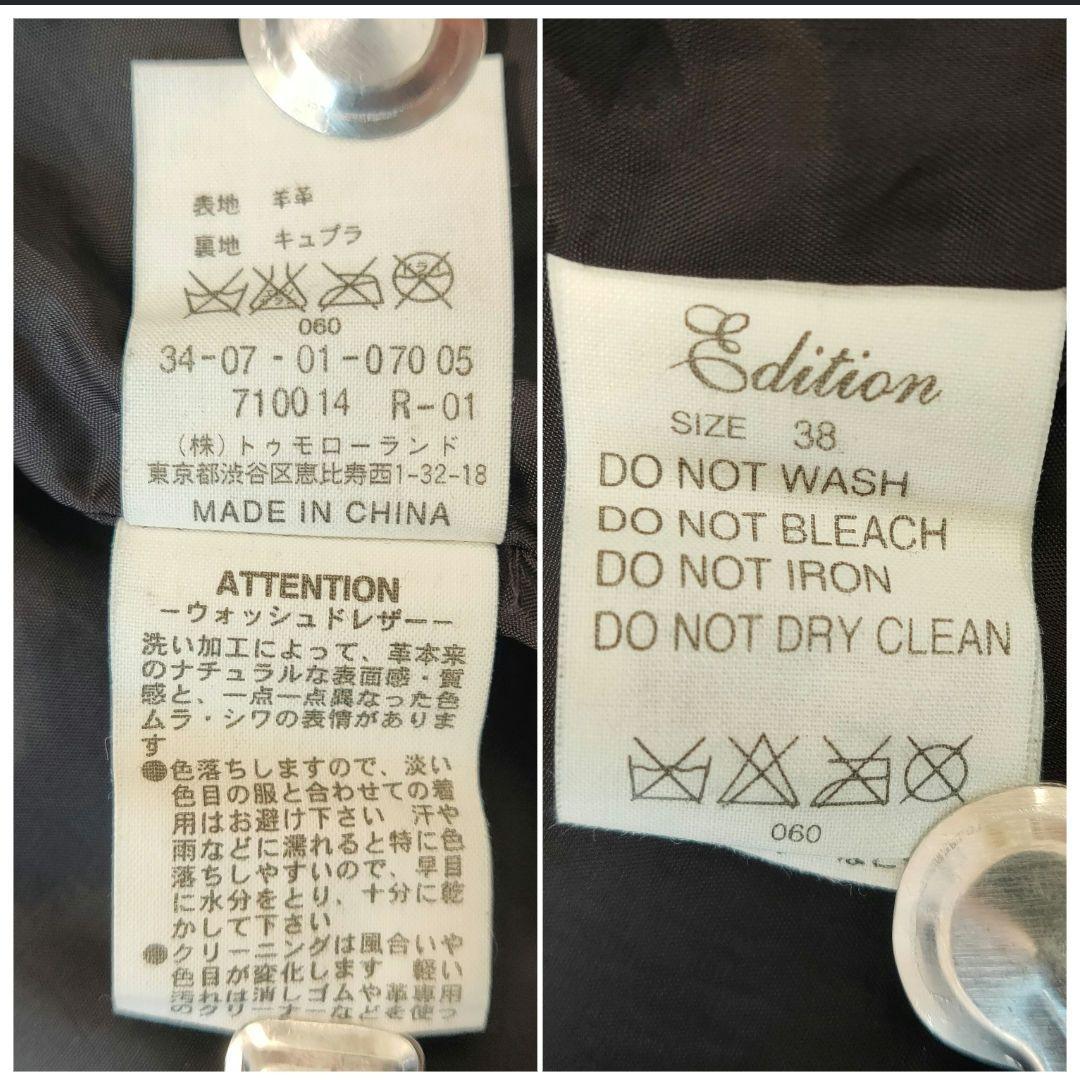 表地 羊革
裏地 キュプラ
ドライ
060
34-07-01-07005
710014 R-01
(株)トゥモローランド
東京都渋谷区恵比寿西1-32-18
MADE IN CHINA
ATTENTION
－ウォッシュドレザー－
洗い加工によって、革本来
のナチュラルな表面感・質
感と、一点一点異なった色
ムラ・シワの表情がありま
す
●色落ちしますので、淡い
色目の服と合わせての着
用はお避け下さい 汗や
雨などに濡れると特に色
落ちしやすいので、早目
に水分をとり、十分に乾
かして下さい
●クリーニングは風合いや
色目が変化します 軽い
汚れは消しゴムや革専用
のクリーナーなどを使っ
Edition
SIZE 38
DO NOT WASH
DO NOT BLEACH
DO NOT IRON
DO NOT DRY CLEAN
060